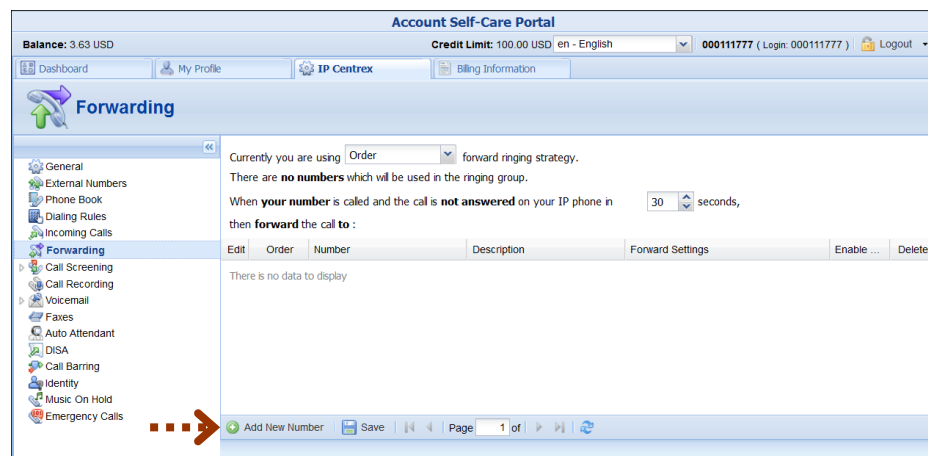 Account Self-Care Portal
Balance: 3.63 USD Credit Limit: 100.00 USD en - English 000111777 ( Login: 000111777 ) Logout
Dashboard My Profile IP Centrex Billing Information
Forwarding
General
External Numbers
Phone Book
Dialing Rules
Incoming Calls
Forwarding
Call Screening
Call Recording
Voicemail
Faxes
Auto Attendant
DISA
Call Barring
Identity
Music On Hold
Emergency Calls
Currently you are using Order forward ringing strategy.
There are no numbers which will be used in the ringing group.
When your number is called and the call is not answered on your IP phone in 30 seconds,
then forward the call to :
Edit Order Number Description Forward Settings Enable ... Delete
There is no data to display
Add New Number Save Page 1 of